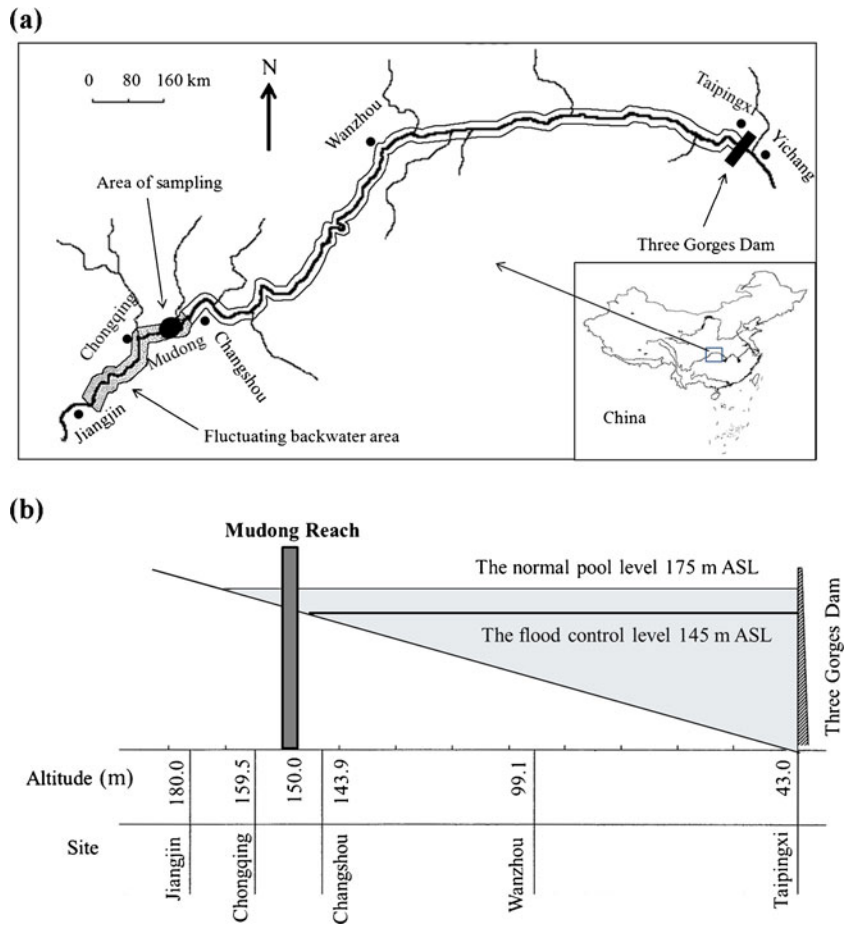 (a)
0 80 160 km
N
Taipingxi
Wanzhou
Yichang
Area of sampling
Three Gorges Dam
Chongqing
Mudong
Changshou
Jiangjin
Fluctuating backwater area
China
(b)
Mudong Reach
The normal pool level 175 m ASL
The flood control level 145 m ASL
Three Gorges Dam
Altitude (m) 180.0 159.5 150.0 143.9 99.1 43.0
Site Jiangjin Chongqing Changshou Wanzhou Taipingxi